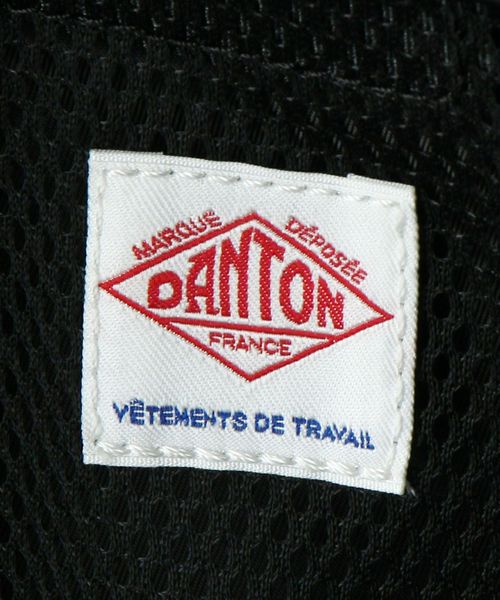 MARQUE DÉPOSÉE
DANTON
FRANCE
VÊTEMENTS DE TRAVAIL